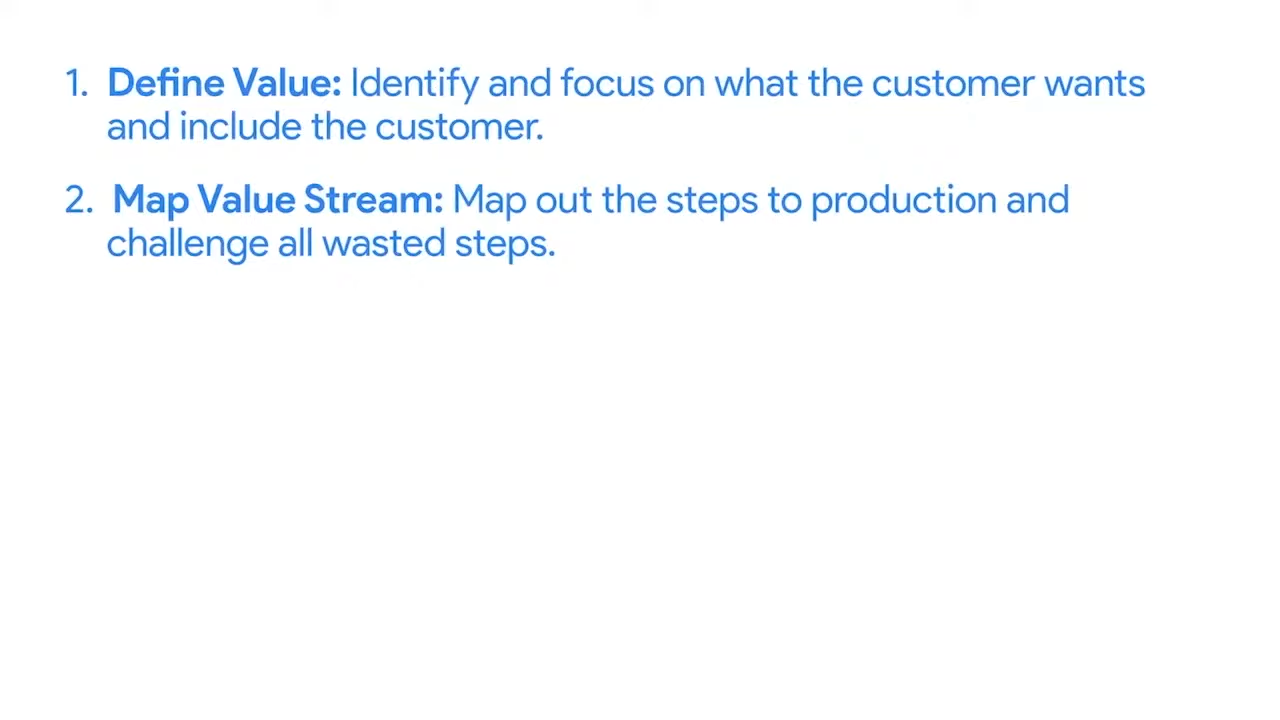 1. Define Value: Identify and focus on what the customer wants
and include the customer.
2. Map Value Stream: Map out the steps to production and
challenge all wasted steps.